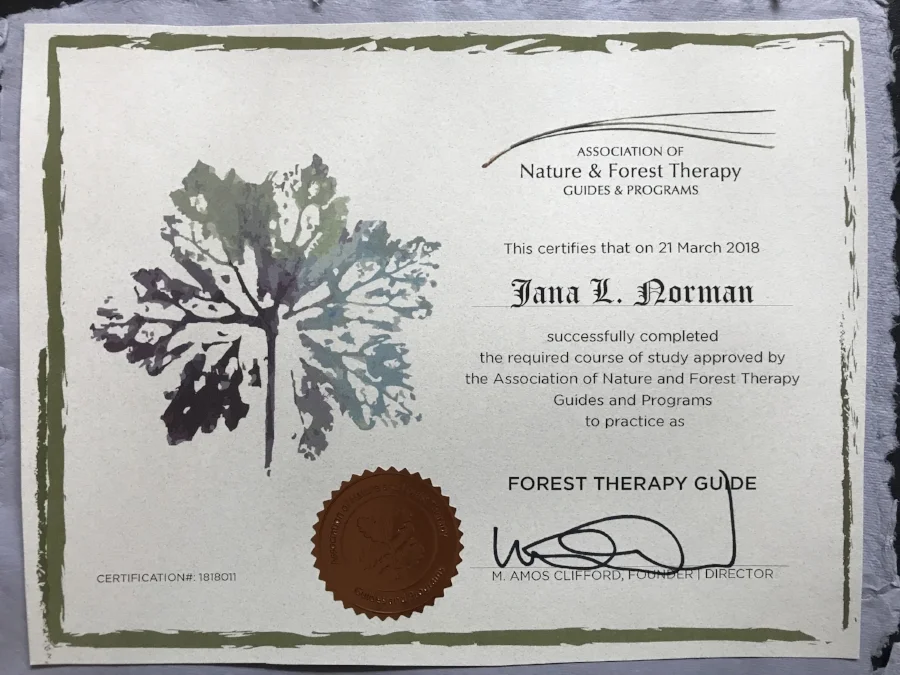 ASSOCIATION OF
Nature & Forest Therapy
GUIDES & PROGRAMS
This certifies that on 21 March 2018
Jana L. Norman
successfully completed
the required course of study approved by
the Association of Nature and Forest Therapy
Guides and Programs
to practice as
FOREST THERAPY GUIDE
M. AMOS CLIFFORD, FOUNDER | DIRECTOR
CERTIFICATION#: 1818011